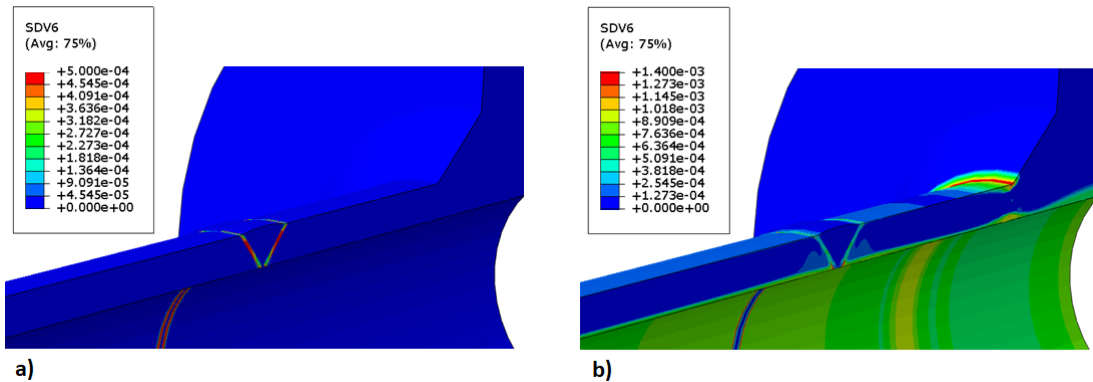 SDV6
(Avg: 75%)
+5.000e-04
+4.545e-04
+4.091e-04
+3.636e-04
+3.182e-04
+2.727e-04
+2.273e-04
+1.818e-04
+1.364e-04
+9.091e-05
+4.545e-05
+0.000e+00
a)
SDV6
(Avg: 75%)
+1.400e-03
+1.273e-03
+1.145e-03
+1.018e-03
+8.909e-04
+7.636e-04
+6.364e-04
+5.091e-04
+3.818e-04
+2.545e-04
+1.273e-04
+0.000e+00
b)